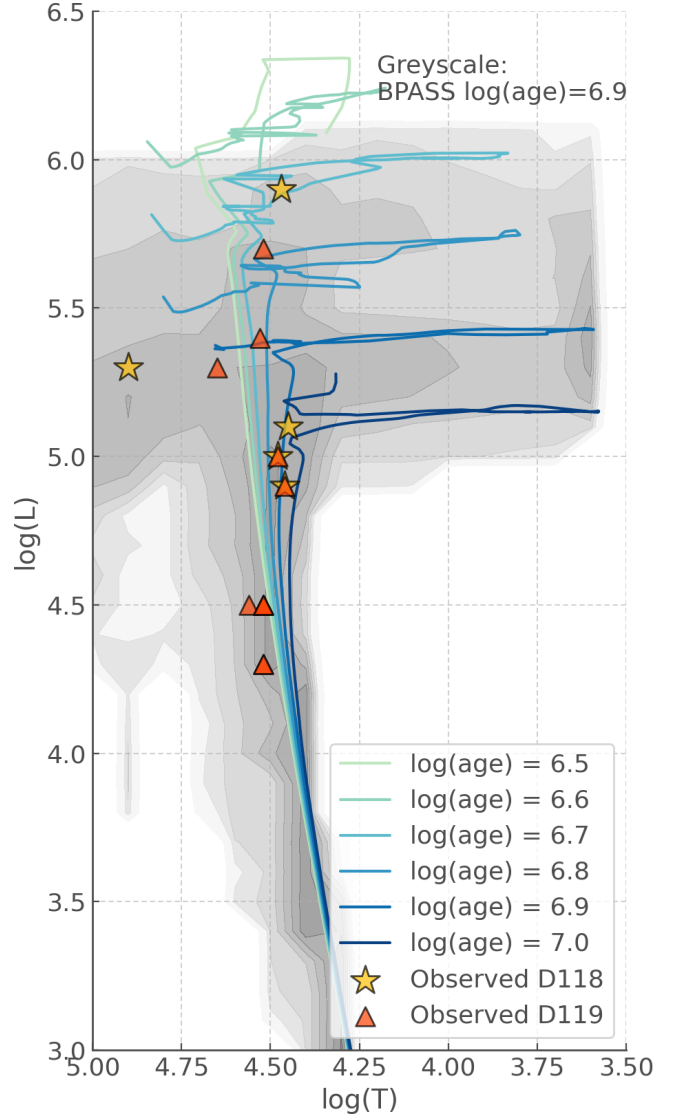 6.5
Greyscale:
BPASS log(age)=6.9
6.0
5.5
5.0
4.5
4.0
3.5
3.0
log(L)
log(age) = 6.5
log(age) = 6.6
log(age) = 6.7
log(age) = 6.8
log(age) = 6.9
log(age) = 7.0
Observed D118
Observed D119
5.00 4.75 4.50 4.25 4.00 3.75 3.50
log(T)